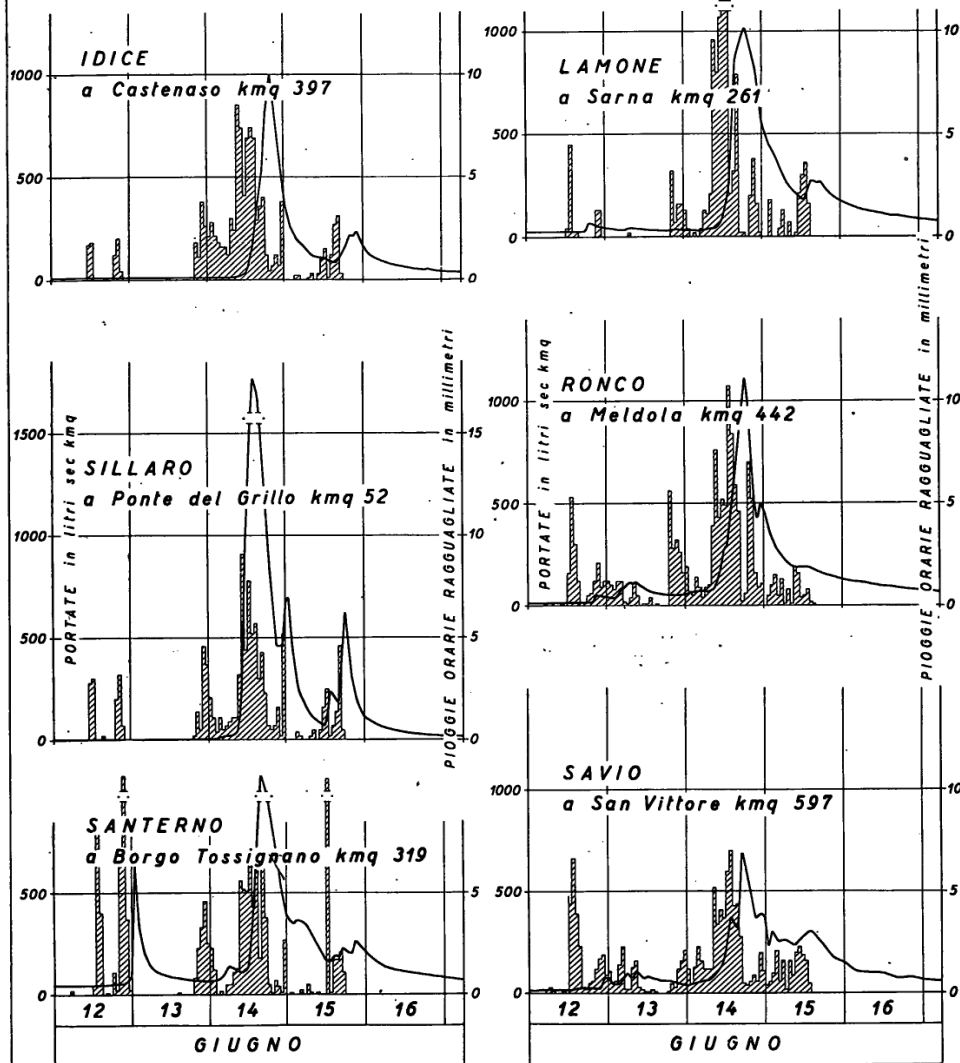 IDICE
a Castenaso kmq 397
1000
500
0
10
5
0
LAMONE
a Sarna kmq 261
1000
500
0
10
5
0
SILLARO
a Ponte del Grillo kmq 52
1500
1000
500
0
15
10
5
0
PORTATE in litri sec kmq
PIOGGIE ORARIE RAGGUAGLIATE in millimetri
RONCO
a Meldola kmq 442
1000
500
0
10
5
0
PORTATE in litri sec kmq
PIOGGIE ORARIE RAGGUAGLIATE in millimetri
SANTERNO
a Borgo Tossignano kmq 319
500
0
5
0
12 13 14 15 16
GIUGNO
SAVIO
a San Vittore kmq 597
1000
500
0
10
5
0
12 13 14 15 16
GIUGNO